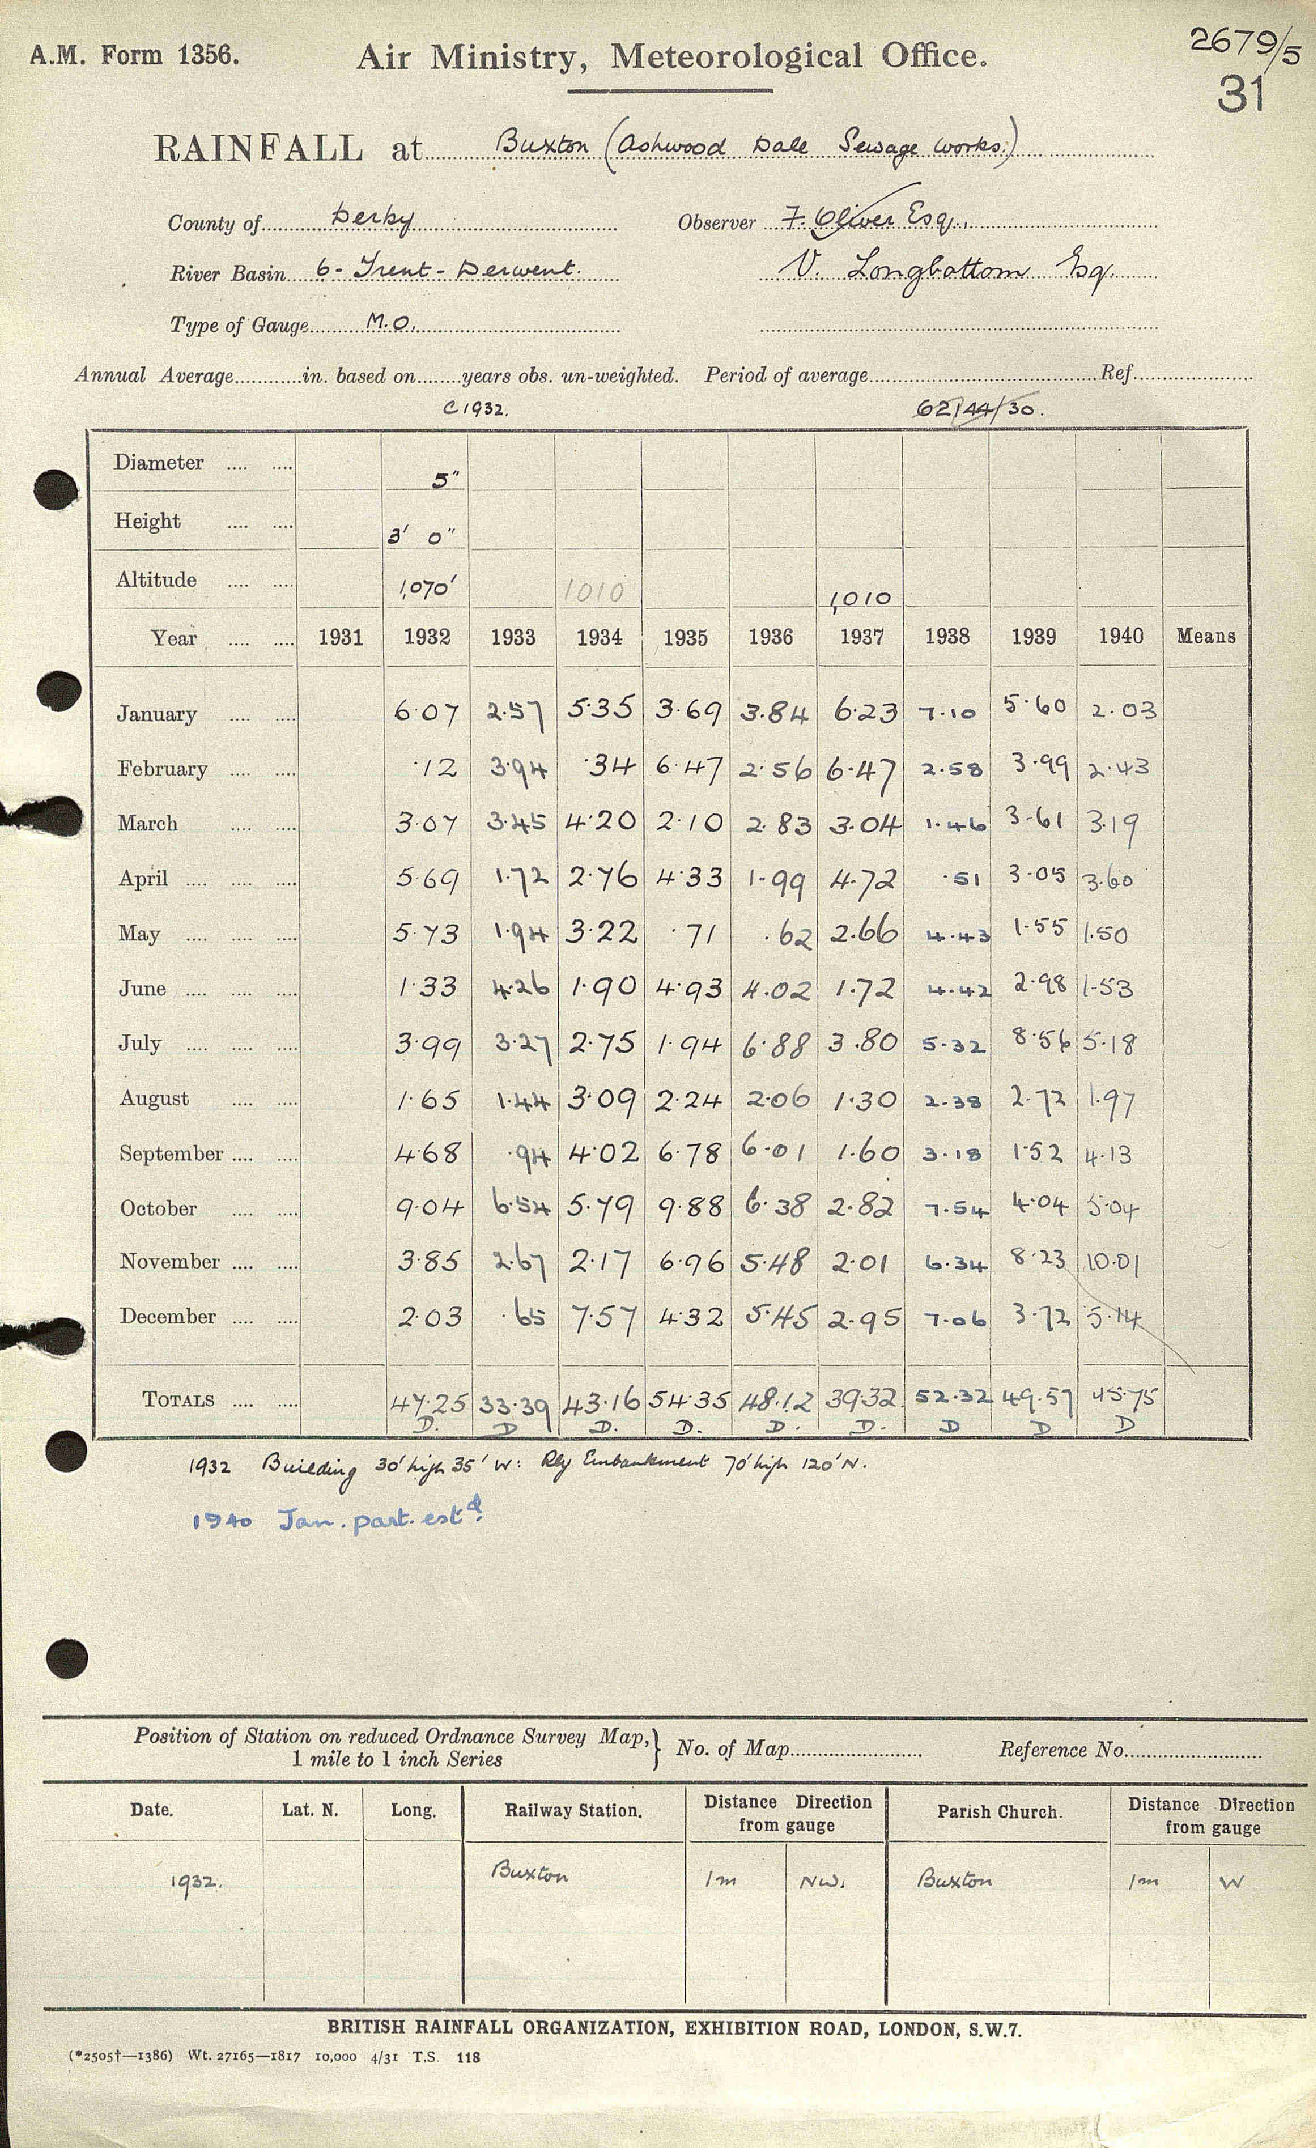 A.M. Form 1356. Air Ministry, Meteorological Office. 2679/5
31
RAINFALL at Buxton (Ashwood Dale Sewage Works.)
County of Derby Observer F. Oliver Esq.,
River Basin 6 - Trent - Derwent. V. Longbottom Esq.
Type of Gauge M.O.
Annual Average in. based on years obs. un-weighted. Period of average Ref.
C1932. 62/44/30.
Diameter .... .... 5"
Height .... .... 3' 0"
Altitude .... .... 1,070' 1010 1,010
Year .... .... 1931 1932 1933 1934 1935 1936 1937 1938 1939 1940 Means
January .... .... 6·07 2·57 5·35 3·69 3·84 6·23 7·10 5·60 2·03
February .... .... ·12 3·94 ·34 6·47 2·56 6·47 2·58 3·99 2·43
March .... .... 3·07 3·45 4·20 2·10 2·83 3·04 1·46 3·61 3·19
April .... .... .... 5·69 1·72 2·76 4·33 1·99 4·72 ·51 3·05 3·60
May .... .... .... 5·73 1·94 3·22 ·71 ·62 2·66 4·43 1·55 1·50
June .... .... .... 1·33 4·26 1·90 4·93 4·02 1·72 4·42 2·98 1·53
July .... .... .... 3·99 3·27 2·75 1·94 6·88 3·80 5·32 8·56 5·18
August .... .... 1·65 1·44 3·09 2·24 2·06 1·30 2·38 2·72 1·97
September .... .... 4·68 ·94 4·02 6·78 6·01 1·60 3·18 1·52 4·13
October .... .... 9·04 6·54 5·79 9·88 6·38 2·82 7·54 4·04 5·04
November .... .... 3·85 2·67 2·17 6·96 5·48 2·01 6·34 8·23 10·01
December .... .... 2·03 ·65 7·57 4·32 5·45 2·95 7·06 3·72 5·14
TOTALS .... .... 47·25 33·39 43·16 54·35 48·12 39·32 52·32 49·57 45·75
D. D D. D. D. D. D D D
1932 Building 30' high 35' W: Rly Embankment 70' high 120' N.
1940 Jan. part. estd.
Position of Station on reduced Ordnance Survey Map, } No. of Map Reference No.
1 mile to 1 inch Series
Date. Lat. N. Long. Railway Station. Distance Direction from gauge Parish Church. Distance Direction from gauge
1932. Buxton 1m NW. Buxton 1m W
BRITISH RAINFALL ORGANIZATION, EXHIBITION ROAD, LONDON, S.W.7.
(*2505†—1386) Wt. 27165—1817 10,000 4/31 T.S. 118